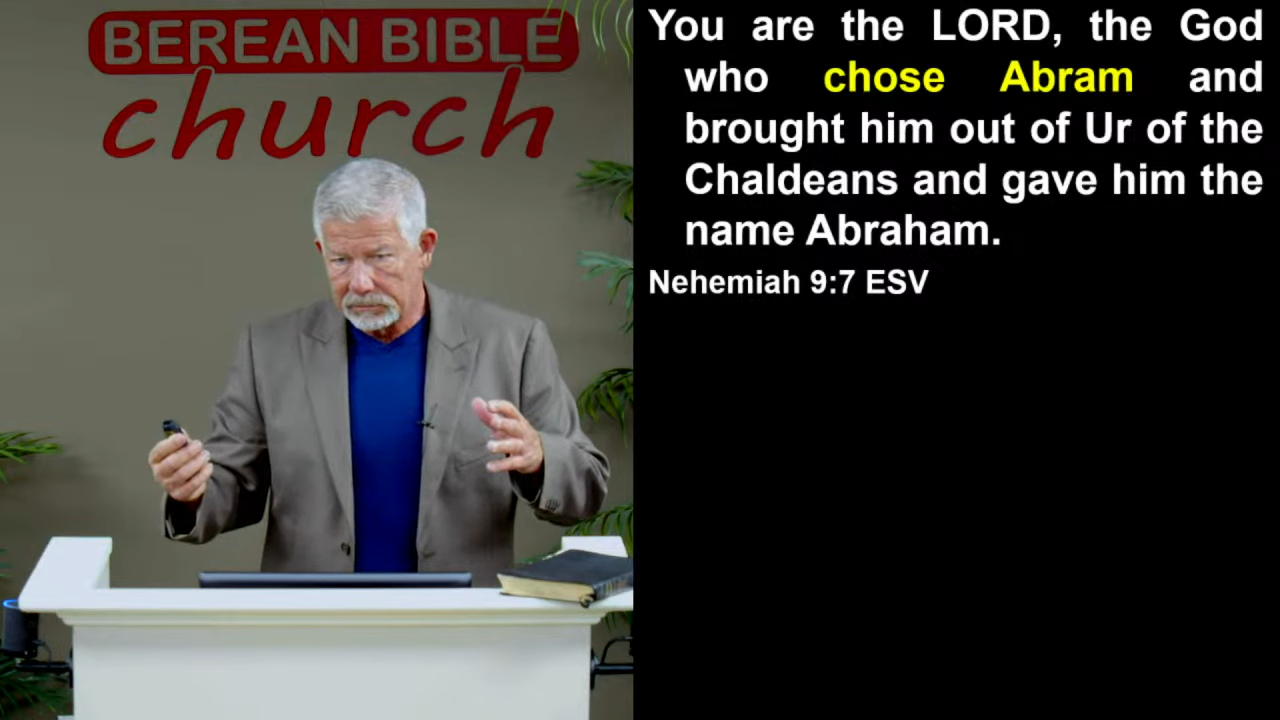 BEREAN BIBLE
church
You are the LORD, the God
who chose Abram and
brought him out of Ur of the
Chaldeans and gave him the
name Abraham.
Nehemiah 9:7 ESV